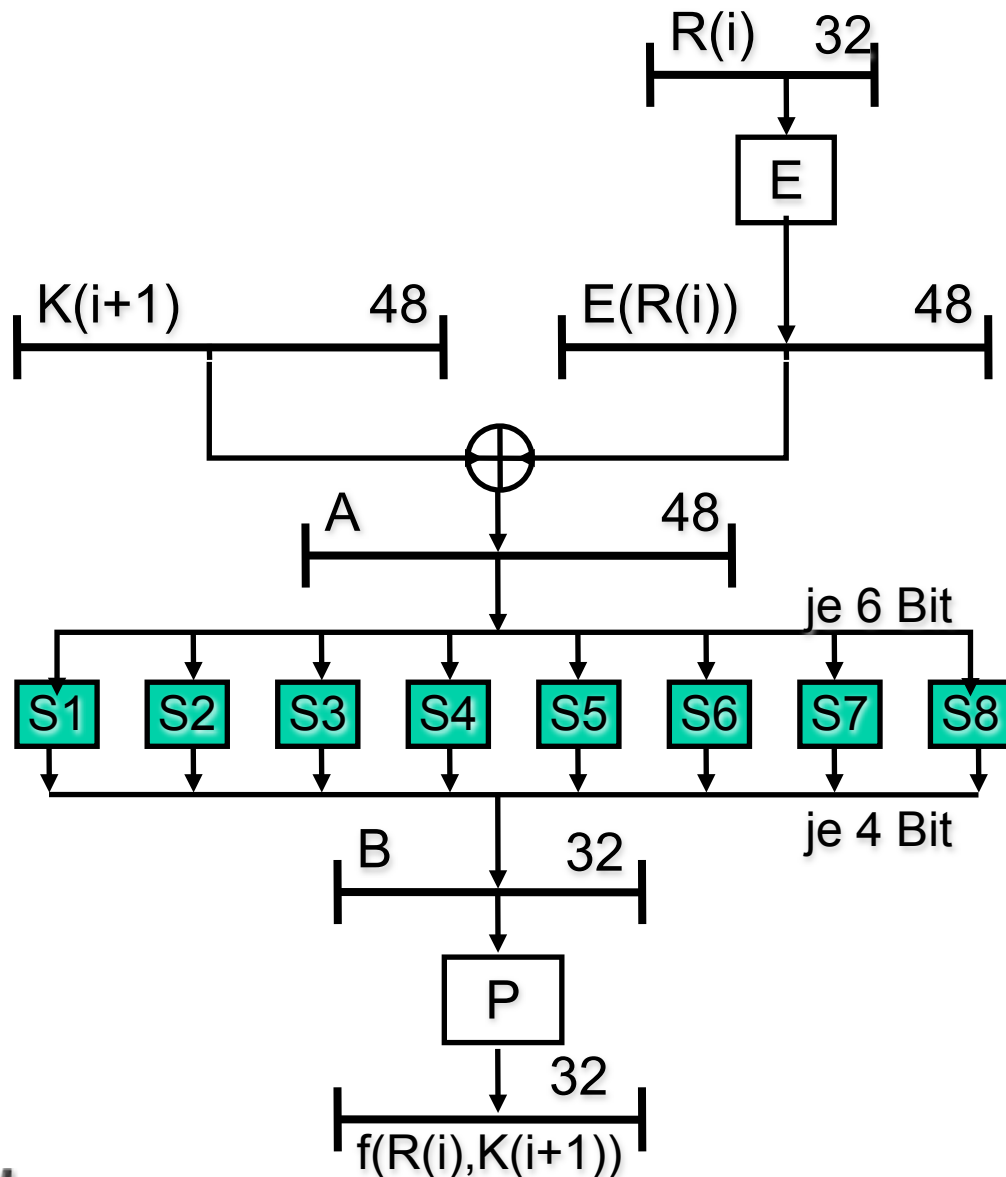 R(i) 32
E
K(i+1) 48 E(R(i)) 48
A 48
je 6 Bit
S1 S2 S3 S4 S5 S6 S7 S8
je 4 Bit
B 32
P
32
f(R(i),K(i+1))